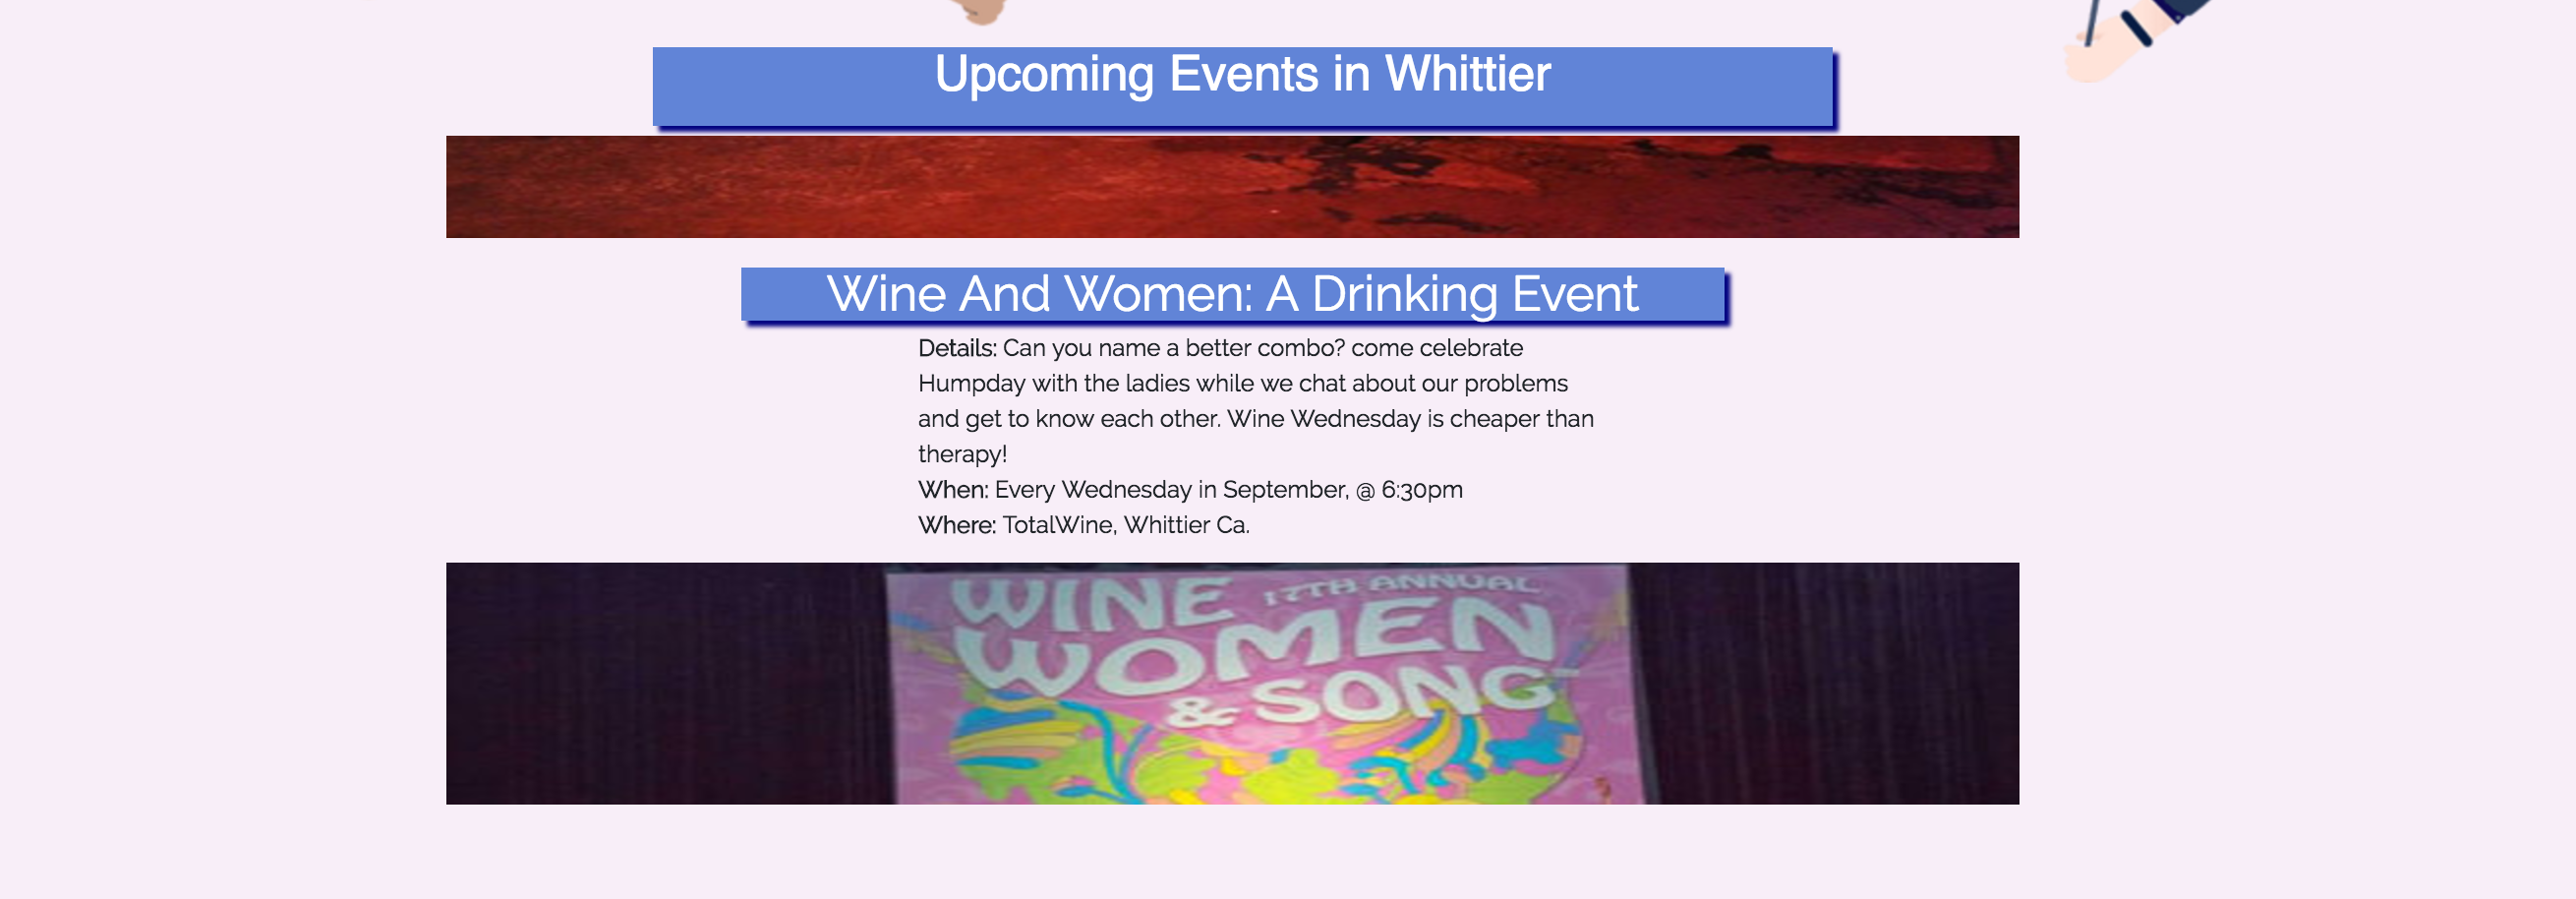 Upcoming Events in Whittier
Wine And Women: A Drinking Event
Details: Can you name a better combo? come celebrate
Humpday with the ladies while we chat about our problems
and get to know each other. Wine Wednesday is cheaper than
therapy!
When: Every Wednesday in September, @ 6:30pm
Where: TotalWine, Whittier Ca.
WINE 17TH ANNUAL
WOMEN
& SONG